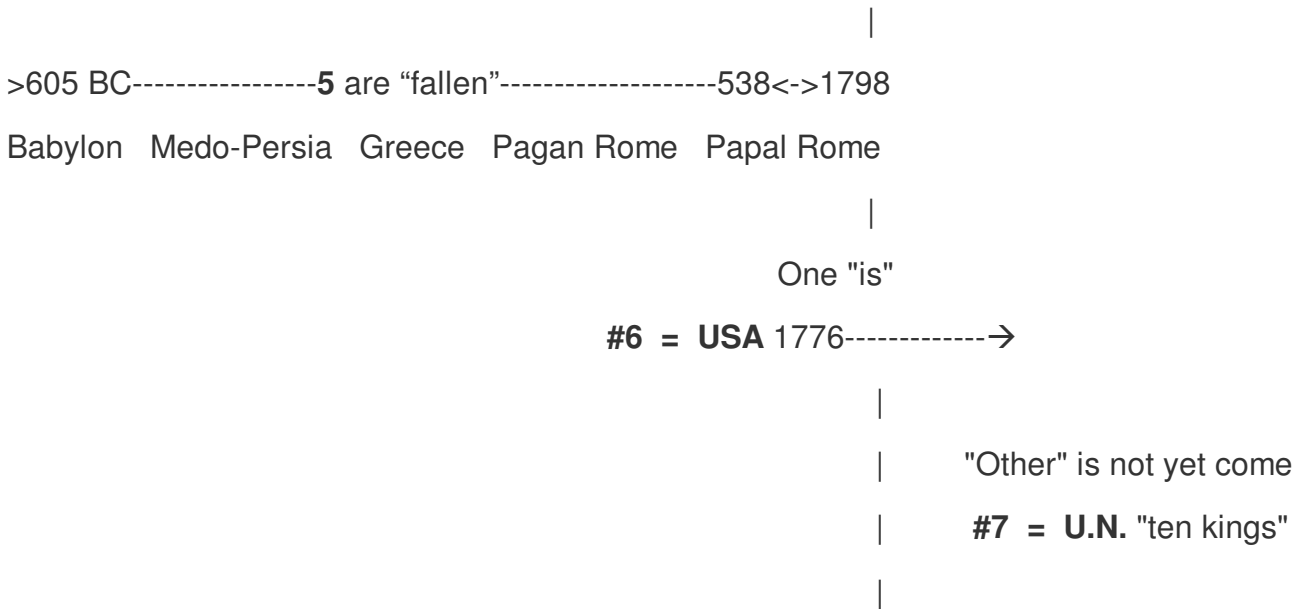 |
>605 BC-----------------5 are “fallen”--------------------538<->1798
Babylon Medo-Persia Greece Pagan Rome Papal Rome
|
One "is"
#6 = USA 1776-------------→
|
| "Other" is not yet come
| #7 = U.N. "ten kings"
|